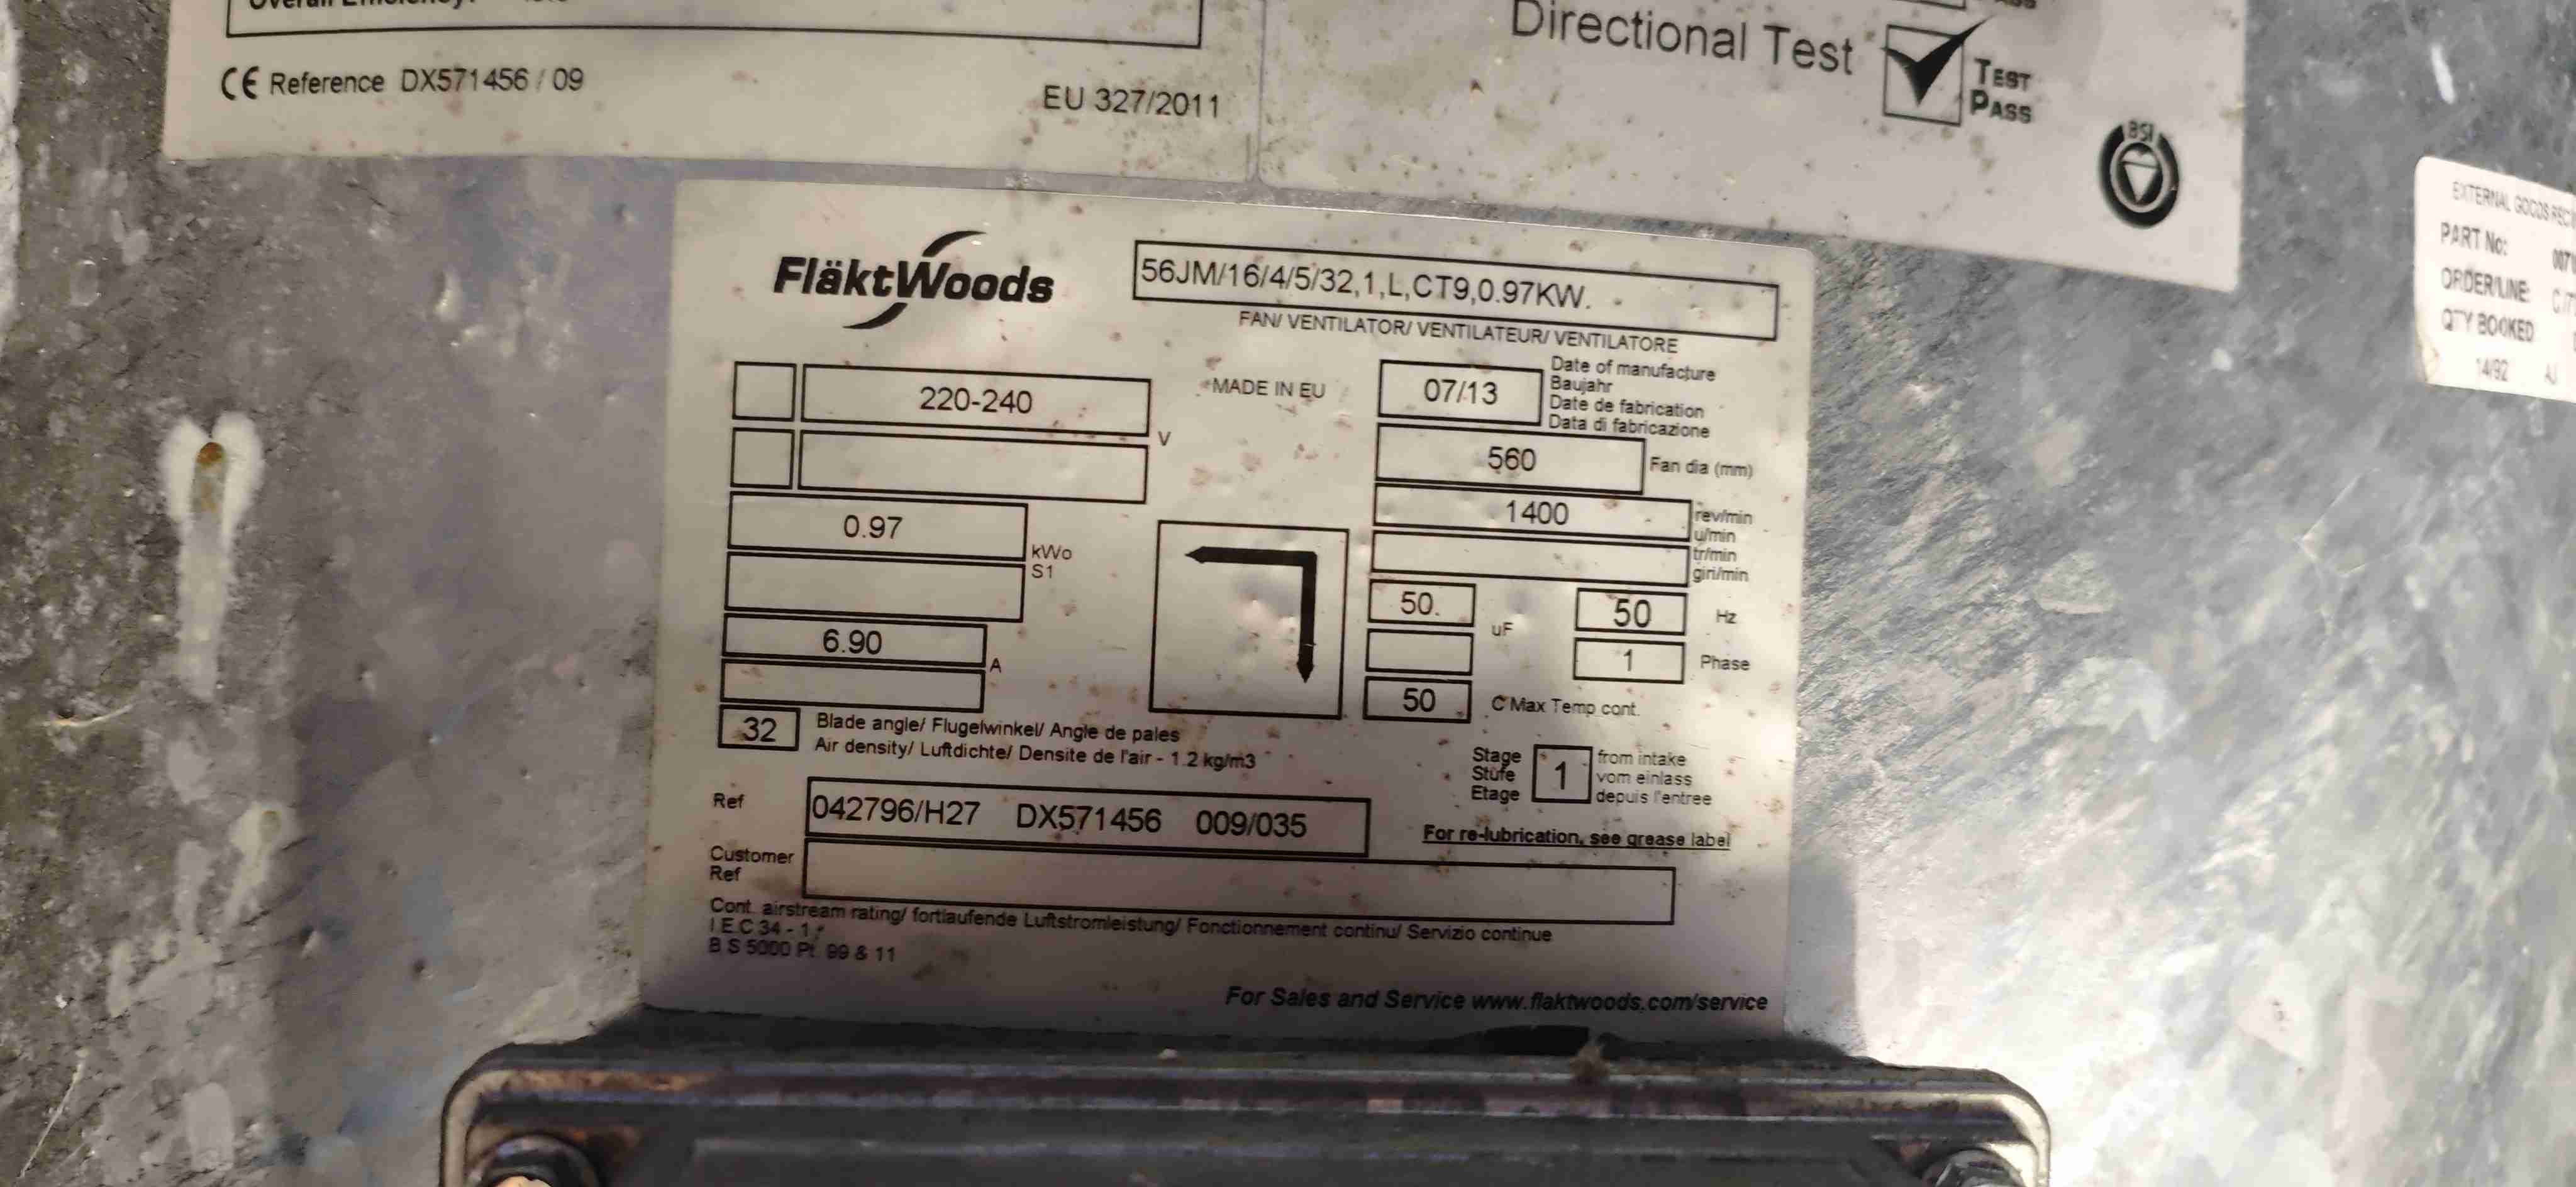 Overall Efficiency:
CE Reference DX571456 / 09
EU 327/2011
Directional Test
TEST PASS
BSI
EXTERNAL GOODS
PART No: 
ORDER/LINE:
QTY BOOKED
14/92
FläktWoods
56JM/16/4/5/32,1,L,CT9,0.97KW.
FAN/ VENTILATOR/ VENTILATEUR/ VENTILATORE
220-240
V
MADE IN EU
07/13
Date of manufacture
Baujahr
Date de fabrication
Data di fabricazione
560
Fan dia (mm)
0.97
kWo
S1
1400
rev/min
u/min
tr/min
giri/min
50.
uF
50
Hz
6.90
A
1
Phase
50
C Max Temp cont.
32
Blade angle/ Flugelwinkel/ Angle de pales
Air density/ Luftdichte/ Densite de l'air - 1.2 kg/m3
Stage
Stufe
Etage
1
from intake
vom einlass
depuis l'entree
Ref
042796/H27 DX571456 009/035
For re-lubrication, see grease label
Customer
Ref
Cont. airstream rating/ fortlaufende Luftstromleistung/ Fonctionnement continu/ Servizio continue
I E C 34 - 1
B S 5000 Pt. 99 & 11
For Sales and Service www.flaktwoods.com/service